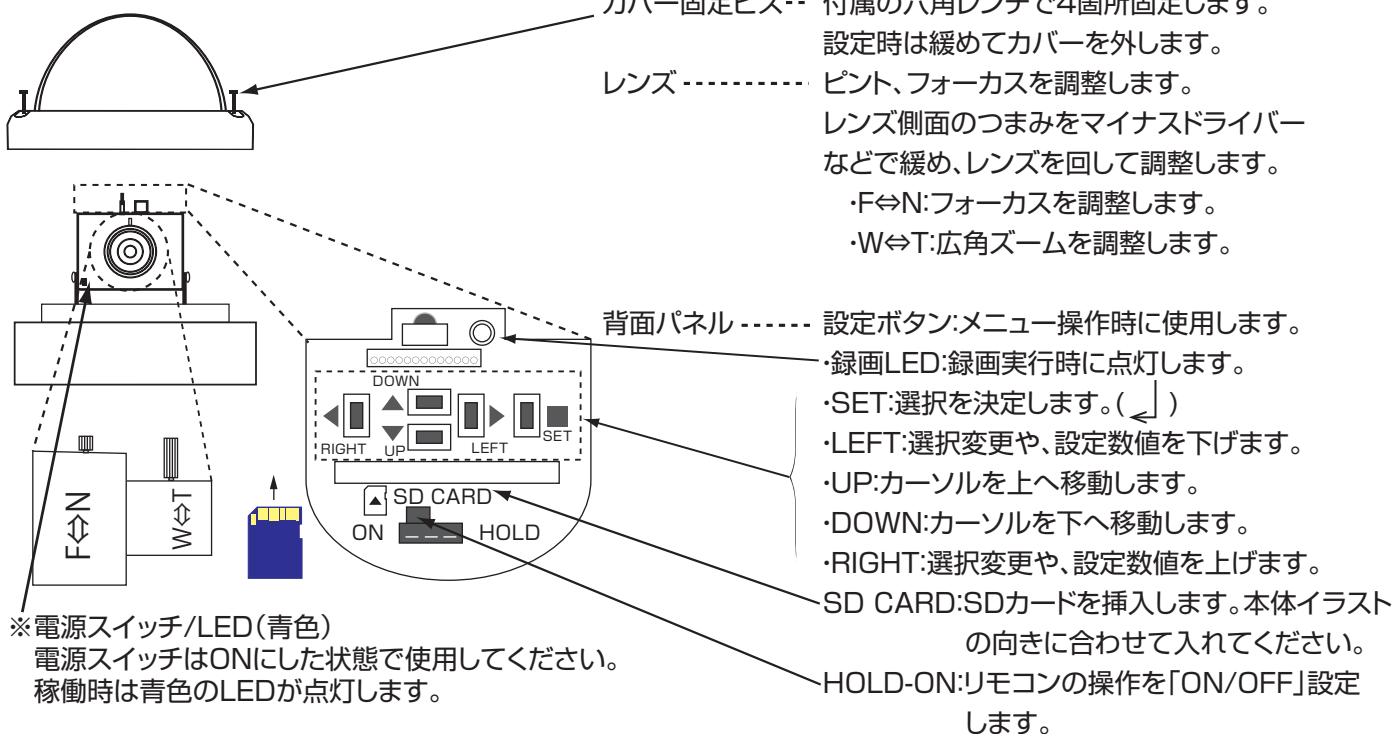 カバー固定ビス-- 付属の六角レンチで4箇所固定します。
設定時は緩めてカバーを外します。
レンズ --------- ピント、フォーカスを調整します。
レンズ側面のつまみをマイナスドライバー
などで緩め、レンズを回して調整します。
・F⇔N:フォーカスを調整します。
・W⇔T:広角ズームを調整します。
背面パネル ------ 設定ボタン:メニュー操作時に使用します。
・録画LED:録画実行時に点灯します。
・SET:選択を決定します。(↲)
・LEFT:選択変更や、設定数値を下げます。
・UP:カーソルを上へ移動します。
・DOWN:カーソルを下へ移動します。
・RIGHT:選択変更や、設定数値を上げます。
SD CARD:SDカードを挿入します。本体イラスト
の向きに合わせて入れてください。
HOLD-ON:リモコンの操作を「ON/OFF」設定
します。
DOWN
RIGHT
UP
LEFT
SET
SD CARD
ON
HOLD
F⇔N
W⇔T
※電源スイッチ/LED(青色)
電源スイッチはONにした状態で使用してください。
稼働時は青色のLEDが点灯します。